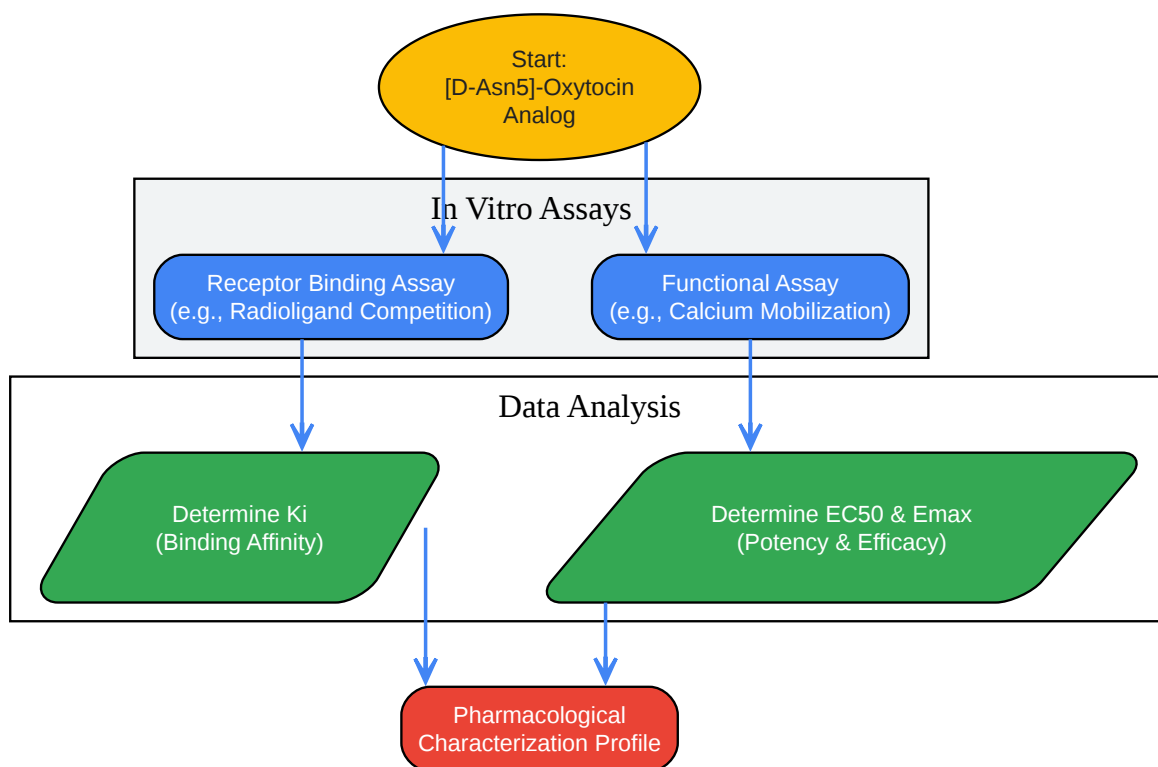 Start:
[D-Asn5]-Oxytocin
Analog
In Vitro Assays
Receptor Binding Assay
(e.g., Radioligand Competition)
Functional Assay
(e.g., Calcium Mobilization)
Data Analysis
Determine Ki
(Binding Affinity)
Determine EC50 & Emax
(Potency & Efficacy)
Pharmacological
Characterization Profile